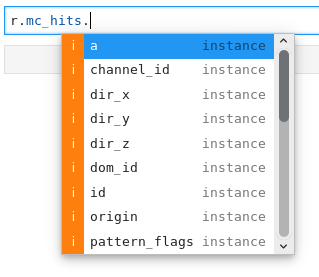 r.mc_hits.
i a instance
i channel_id instance
i dir_x instance
i dir_y instance
i dir_z instance
i dom_id instance
i id instance
i origin instance
i pattern_flags instance